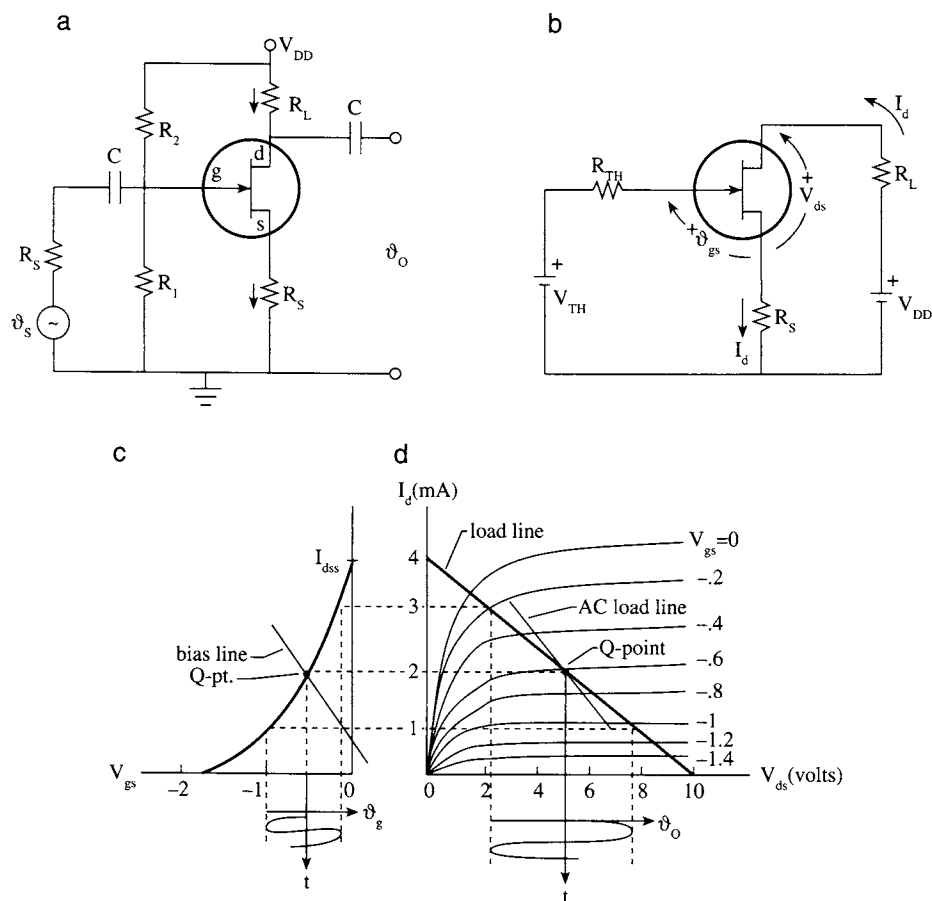 a
V_DD
R_L
C
R_2
d
C
g
s
R_S
R_1
R_S
ϑ_S
~
ϑ_O
b
I_d
R_TH
R_L
+
V_ds
+
ϑ_gs
+
V_TH
R_S
+
V_DD
I_d
c
I_dss
bias line
Q-pt.
V_gs
−2
−1
0
ϑ_g
t
d
I_d(mA)
load line
V_gs=0
4
−.2
AC load line
3
−.4
Q-point
2
−.6
−.8
1
−1
−1.2
−1.4
0
2
4
6
8
10
V_ds(volts)
ϑ_O
t